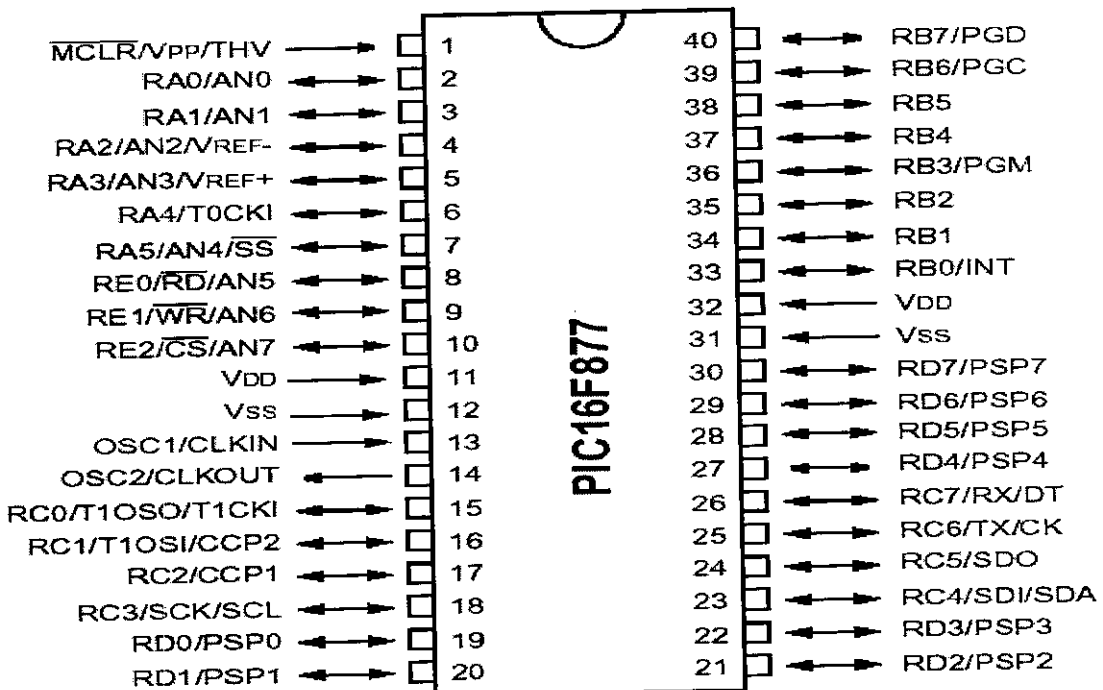 MCLR/VPP/THV 1
RA0/AN0 2
RA1/AN1 3
RA2/AN2/VREF- 4
RA3/AN3/VREF+ 5
RA4/T0CKI 6
RA5/AN4/SS 7
RE0/RD/AN5 8
RE1/WR/AN6 9
RE2/CS/AN7 10
VDD 11
VSS 12
OSC1/CLKIN 13
OSC2/CLKOUT 14
RC0/T1OSO/T1CKI 15
RC1/T1OSI/CCP2 16
RC2/CCP1 17
RC3/SCK/SCL 18
RD0/PSP0 19
RD1/PSP1 20
PIC16F877
40 RB7/PGD
39 RB6/PGC
38 RB5
37 RB4
36 RB3/PGM
35 RB2
34 RB1
33 RB0/INT
32 VDD
31 VSS
30 RD7/PSP7
29 RD6/PSP6
28 RD5/PSP5
27 RD4/PSP4
26 RC7/RX/DT
25 RC6/TX/CK
24 RC5/SDO
23 RC4/SDI/SDA
22 RD3/PSP3
21 RD2/PSP2